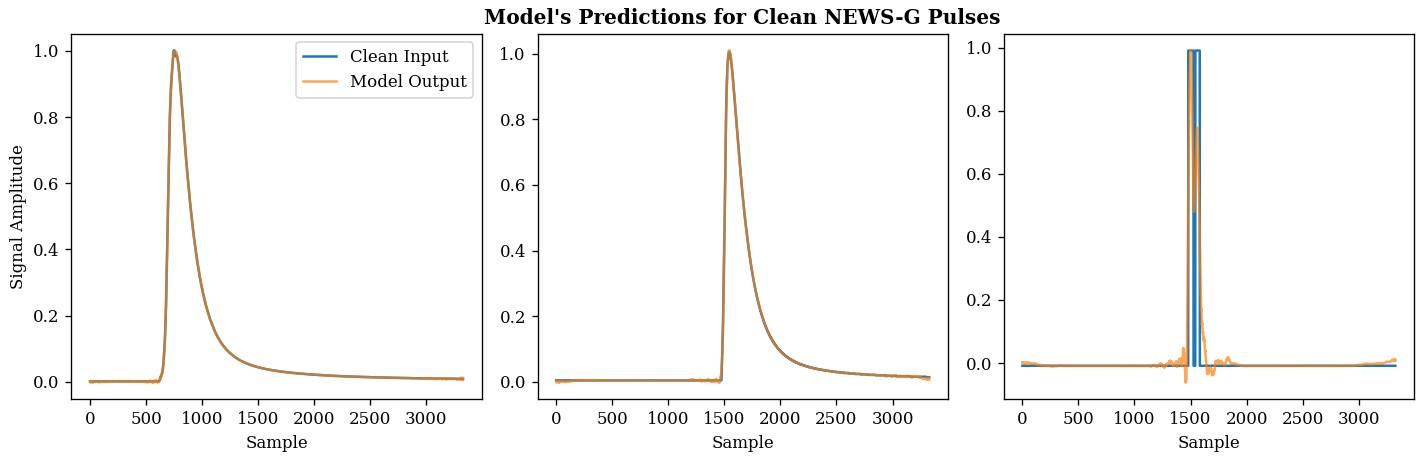 Model's Predictions for Clean NEWS-G Pulses
Signal Amplitude
1.0
0.8
0.6
0.4
0.2
0.0
Clean Input
Model Output
0 500 1000 1500 2000 2500 3000
Sample
1.0
0.8
0.6
0.4
0.2
0.0
0 500 1000 1500 2000 2500 3000
Sample
1.0
0.8
0.6
0.4
0.2
0.0
0 500 1000 1500 2000 2500 3000
Sample